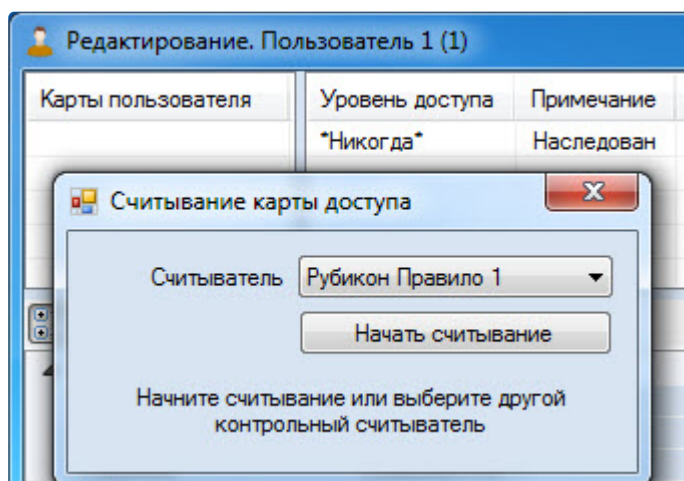 Редактирование. Пользователь 1 (1)
Карты пользователя
Уровень доступа
Примечание
*Никогда*
Наследован
Считывание карты доступа
Считыватель
Рубикон Правило 1
Начать считывание
Начните считывание или выберите другой
контрольный считыватель